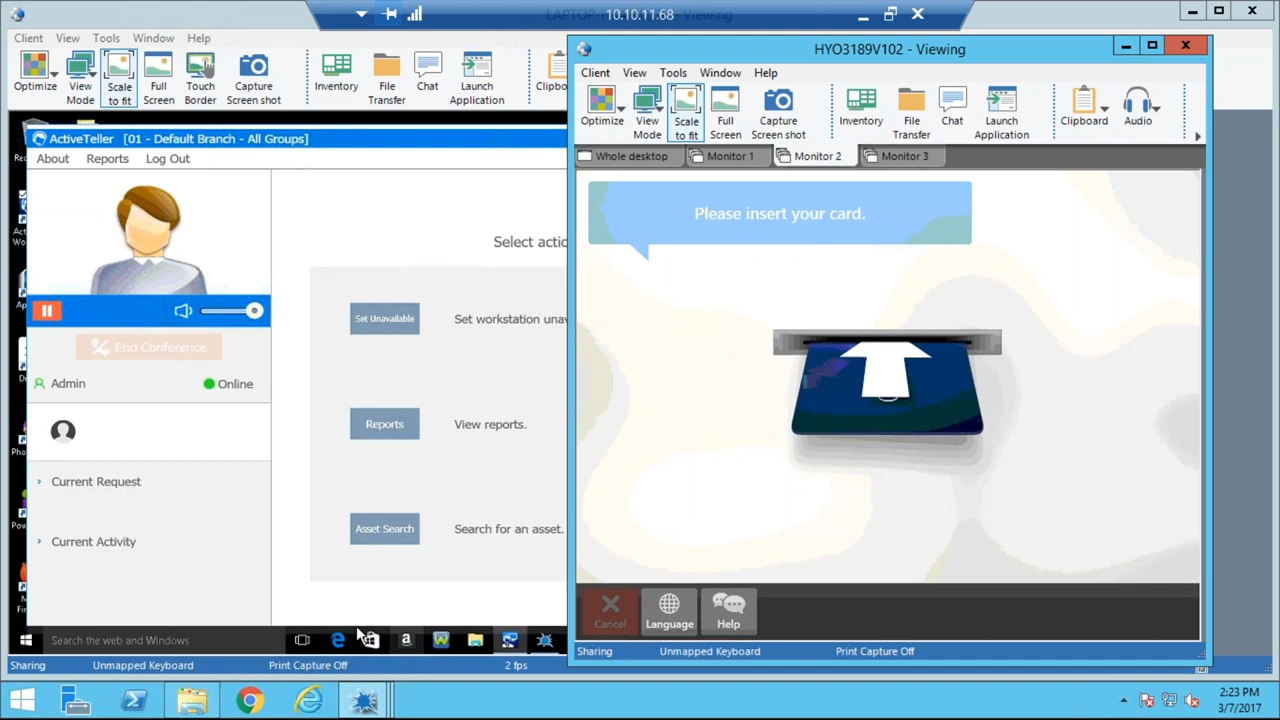 LAPTOP- - Viewing
10.10.11.68
Client View Tools Window Help
Optimize
View Mode
Scale to fit
Full Screen
Touch Border
Capture Screen shot
Inventory
File Transfer
Chat
Launch Application
ActiveTeller [01 - Default Branch - All Groups]
About Reports Log Out
End Conference
Admin
Online
Current Request
Current Activity
Set Unavailable
Reports
View reports.
Asset Search
Search for an asset.
Search the web and Windows
a
Sharing Unmapped Keyboard Print Capture Off 2 fps
HYO3189V102 - Viewing
Client View Tools Window Help
Optimize
View Mode
Scale to fit
Full Screen
Capture Screen shot
Inventory
File Transfer
Chat
Launch Application
Clipboard
Audio
Whole desktop Monitor 1 Monitor 2 Monitor 3
Please insert your card.
Cancel
Language
Help
Sharing Unmapped Keyboard Print Capture Off
2:23 PM
3/7/2017